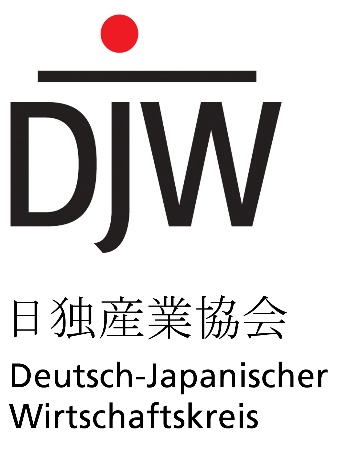 DJW
日独産業協会
Deutsch-Japanischer
Wirtschaftskreis